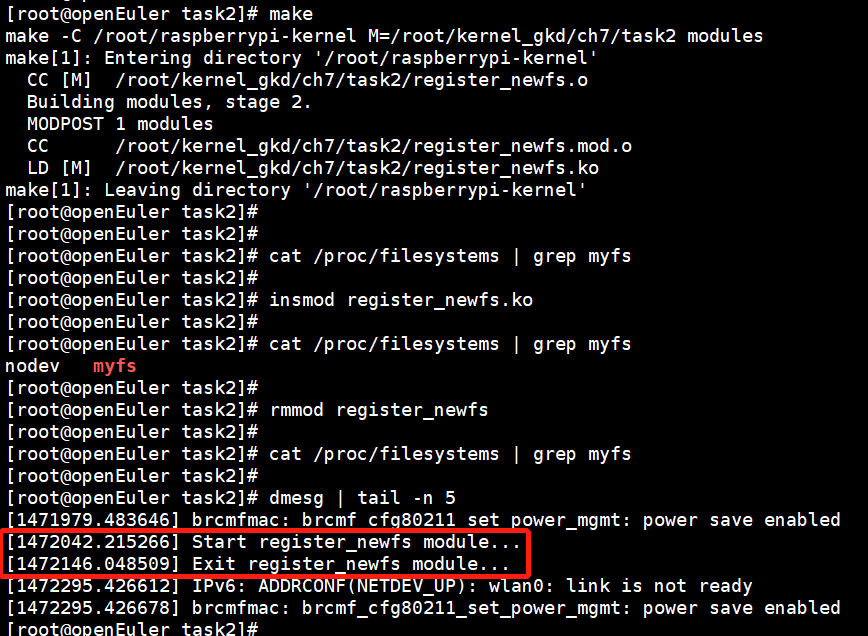 [root@openEuler task2]# make
make -C /root/raspberrypi-kernel M=/root/kernel_gkd/ch7/task2 modules
make[1]: Entering directory '/root/raspberrypi-kernel'
  CC [M]  /root/kernel_gkd/ch7/task2/register_newfs.o
  Building modules, stage 2.
  MODPOST 1 modules
  CC      /root/kernel_gkd/ch7/task2/register_newfs.mod.o
  LD [M]  /root/kernel_gkd/ch7/task2/register_newfs.ko
make[1]: Leaving directory '/root/raspberrypi-kernel'
[root@openEuler task2]#
[root@openEuler task2]#
[root@openEuler task2]# cat /proc/filesystems | grep myfs
[root@openEuler task2]#
[root@openEuler task2]# insmod register_newfs.ko
[root@openEuler task2]#
[root@openEuler task2]# cat /proc/filesystems | grep myfs
nodev   myfs
[root@openEuler task2]#
[root@openEuler task2]# rmmod register_newfs
[root@openEuler task2]#
[root@openEuler task2]# cat /proc/filesystems | grep myfs
[root@openEuler task2]#
[root@openEuler task2]# dmesg | tail -n 5
[1471979.483646] brcmfmac: brcmf_cfg80211_set_power_mgmt: power save enabled
[1472042.215266] Start register_newfs module...
[1472146.048509] Exit register_newfs module...
[1472295.426612] IPv6: ADDRCONF(NETDEV_UP): wlan0: link is not ready
[1472295.426678] brcmfmac: brcmf_cfg80211_set_power_mgmt: power save enabled
[root@openEuler task2]#